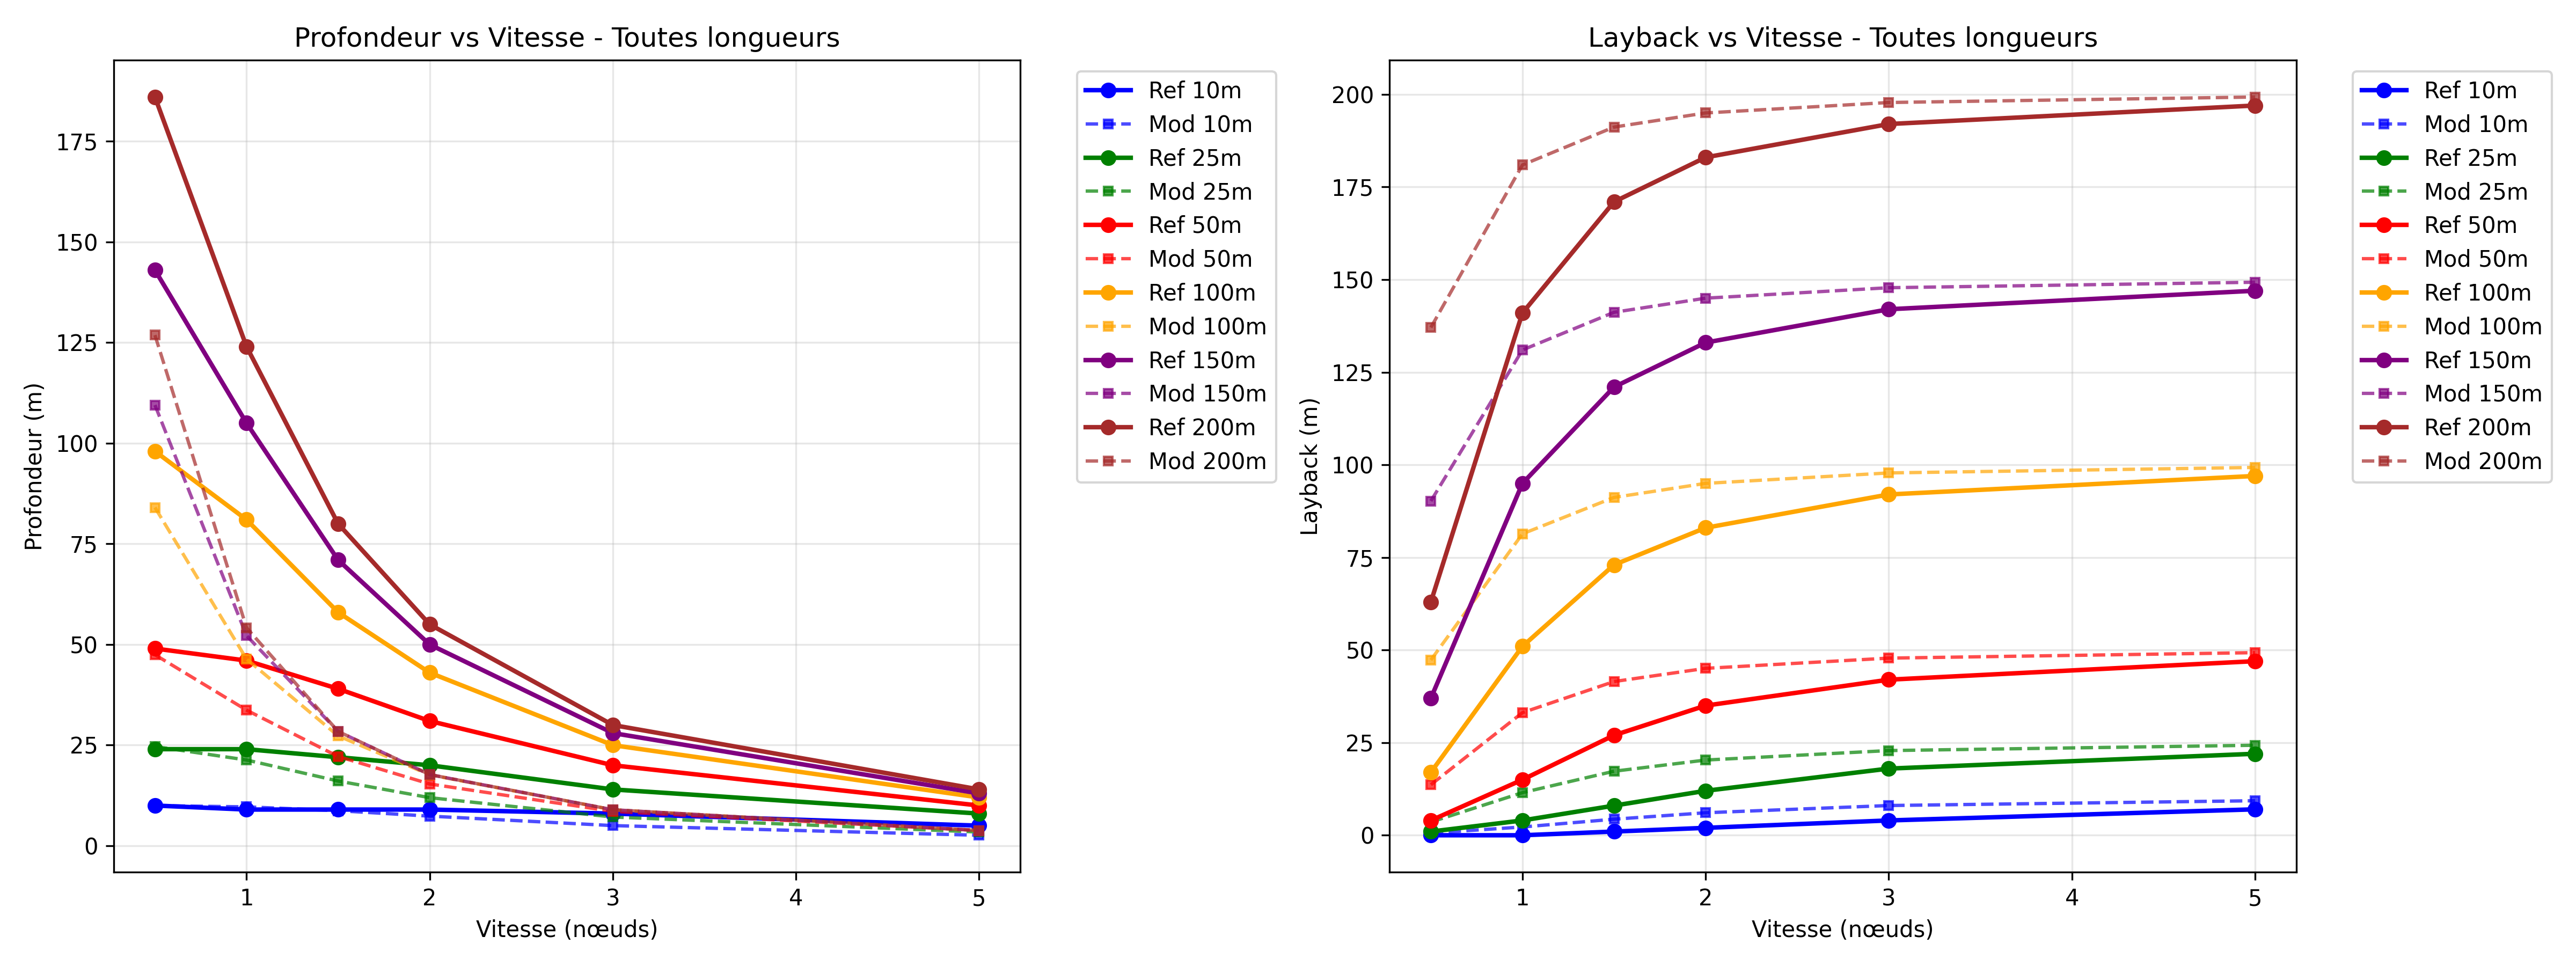 Profondeur vs Vitesse - Toutes longueurs
175
150
125
100
75
50
25
0
Profondeur (m)
1
2
3
4
5
Vitesse (nœuds)
Ref 10m
Mod 10m
Ref 25m
Mod 25m
Ref 50m
Mod 50m
Ref 100m
Mod 100m
Ref 150m
Mod 150m
Ref 200m
Mod 200m
Layback vs Vitesse - Toutes longueurs
200
175
150
125
100
75
50
25
0
Layback (m)
1
2
3
4
5
Vitesse (nœuds)
Ref 10m
Mod 10m
Ref 25m
Mod 25m
Ref 50m
Mod 50m
Ref 100m
Mod 100m
Ref 150m
Mod 150m
Ref 200m
Mod 200m